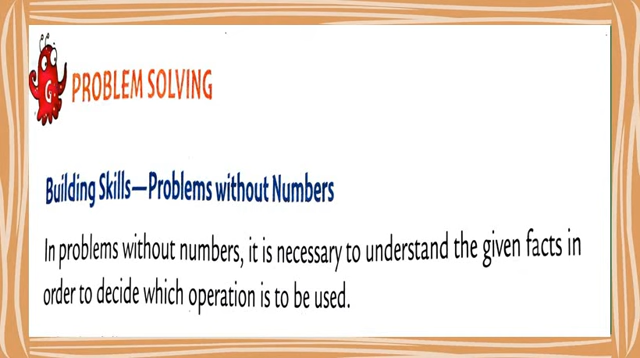 G
PROBLEM SOLVING
Building Skills—Problems without Numbers
In problems without numbers, it is necessary to understand the given facts in
order to decide which operation is to be used.